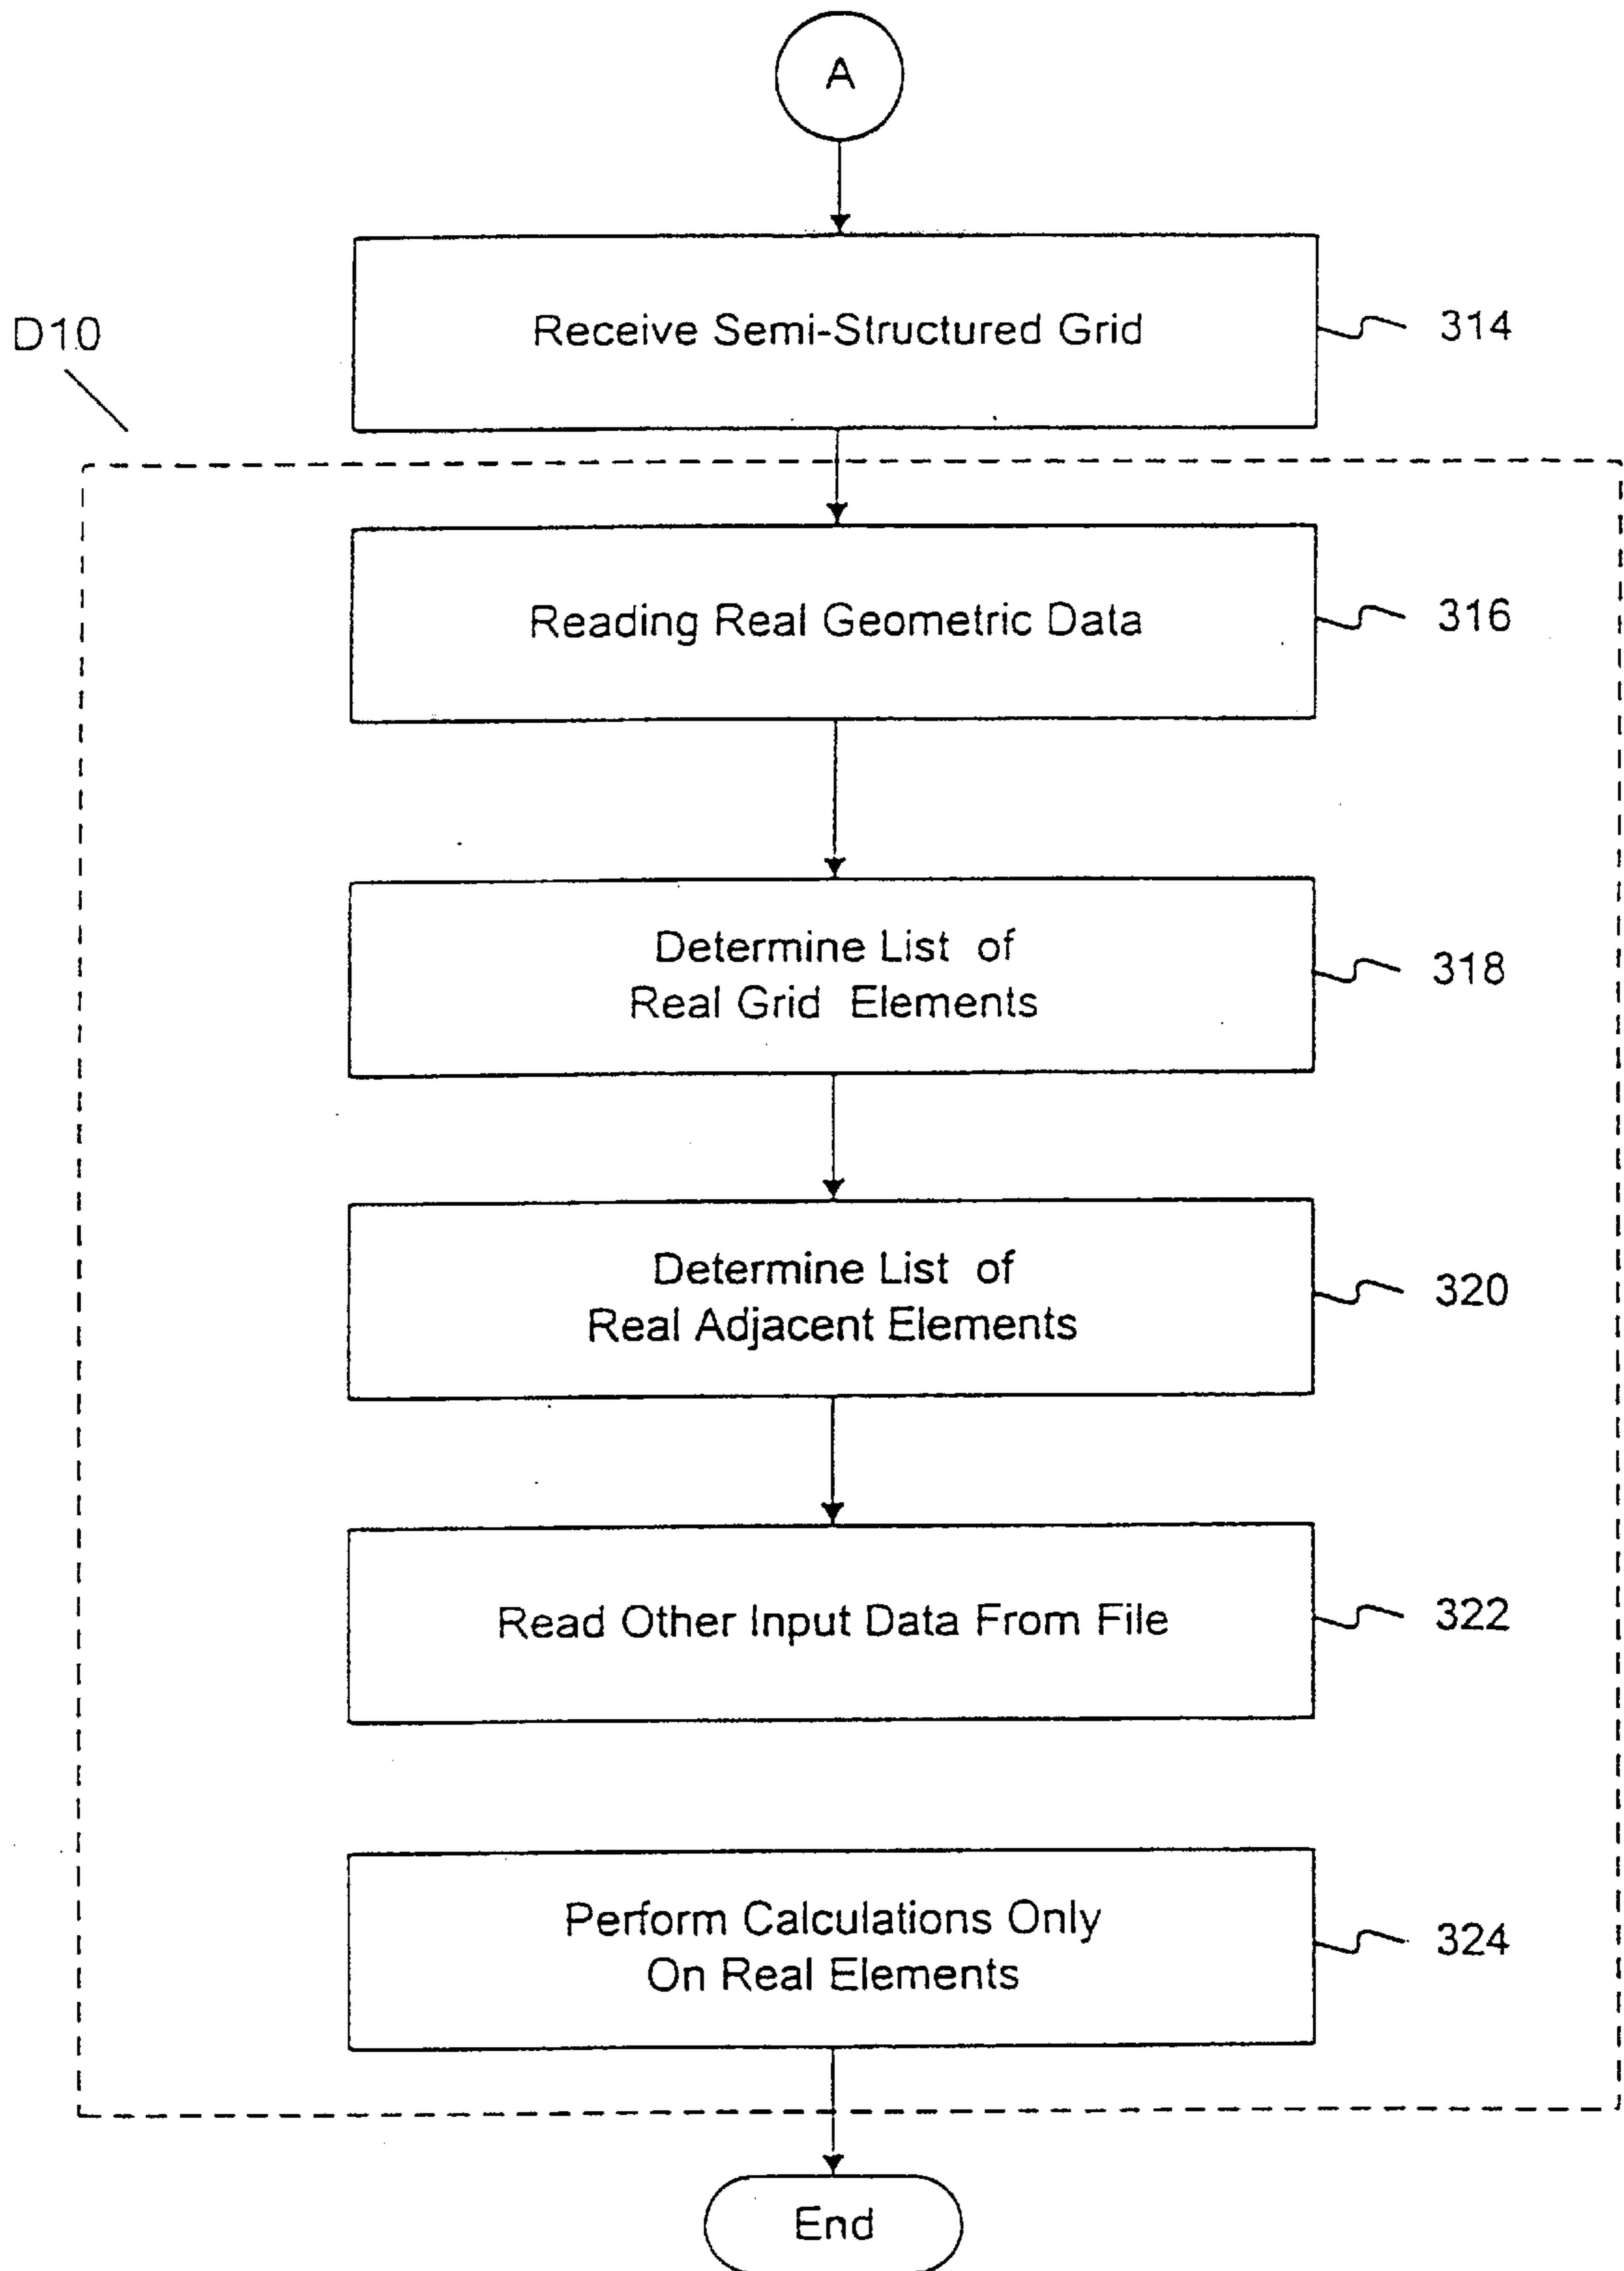 A
Receive Semi-Structured Grid
314
D10
Reading Real Geometric Data
316
Determine List of
Real Grid Elements
318
Determine List of
Real Adjacent Elements
320
Read Other Input Data From File
322
Perform Calculations Only
On Real Elements
324
End